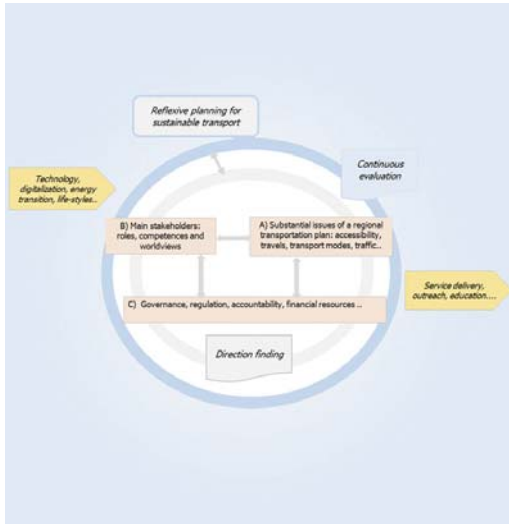 Reflexive planning for
sustainable transport
Continuous
evaluation
Technology,
digitalization, energy
transition, life-styles..
B) Main stakeholders:
roles, competences and
worldviews
A) Substantial issues of a regional
transportation plan: accessibility,
travels, transport modes, traffic..
Service delivery,
outreach, education....
C) Governance, regulation, accountability, financial resources ..
Direction finding